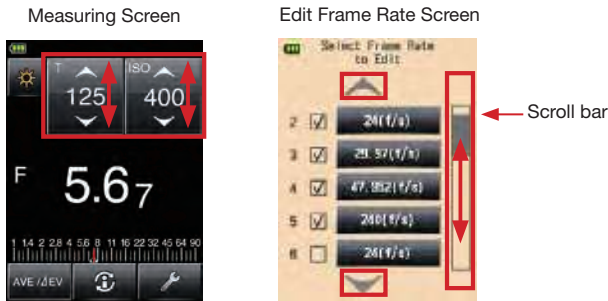 Measuring Screen
T
125
ISO
400
F
5.67
1 1.4 2 2.8 4 5.6 8 11 16 22 32 45 64 90
AVE/ΔEV
Edit Frame Rate Screen
Select Frame Rate
to Edit
2 24(f/s)
3 29.97(f/s)
4 47.952(f/s)
5 240(f/s)
6 24(f/s)
Scroll bar